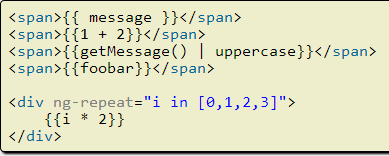 <span>{{ message }}</span>
<span>{{1 + 2}}</span>
<span>{{getMessage() | uppercase}}</span>
<span>{{foobar}}</span>

<div ng-repeat="i in [0,1,2,3]">
    {{i * 2}}
</div>